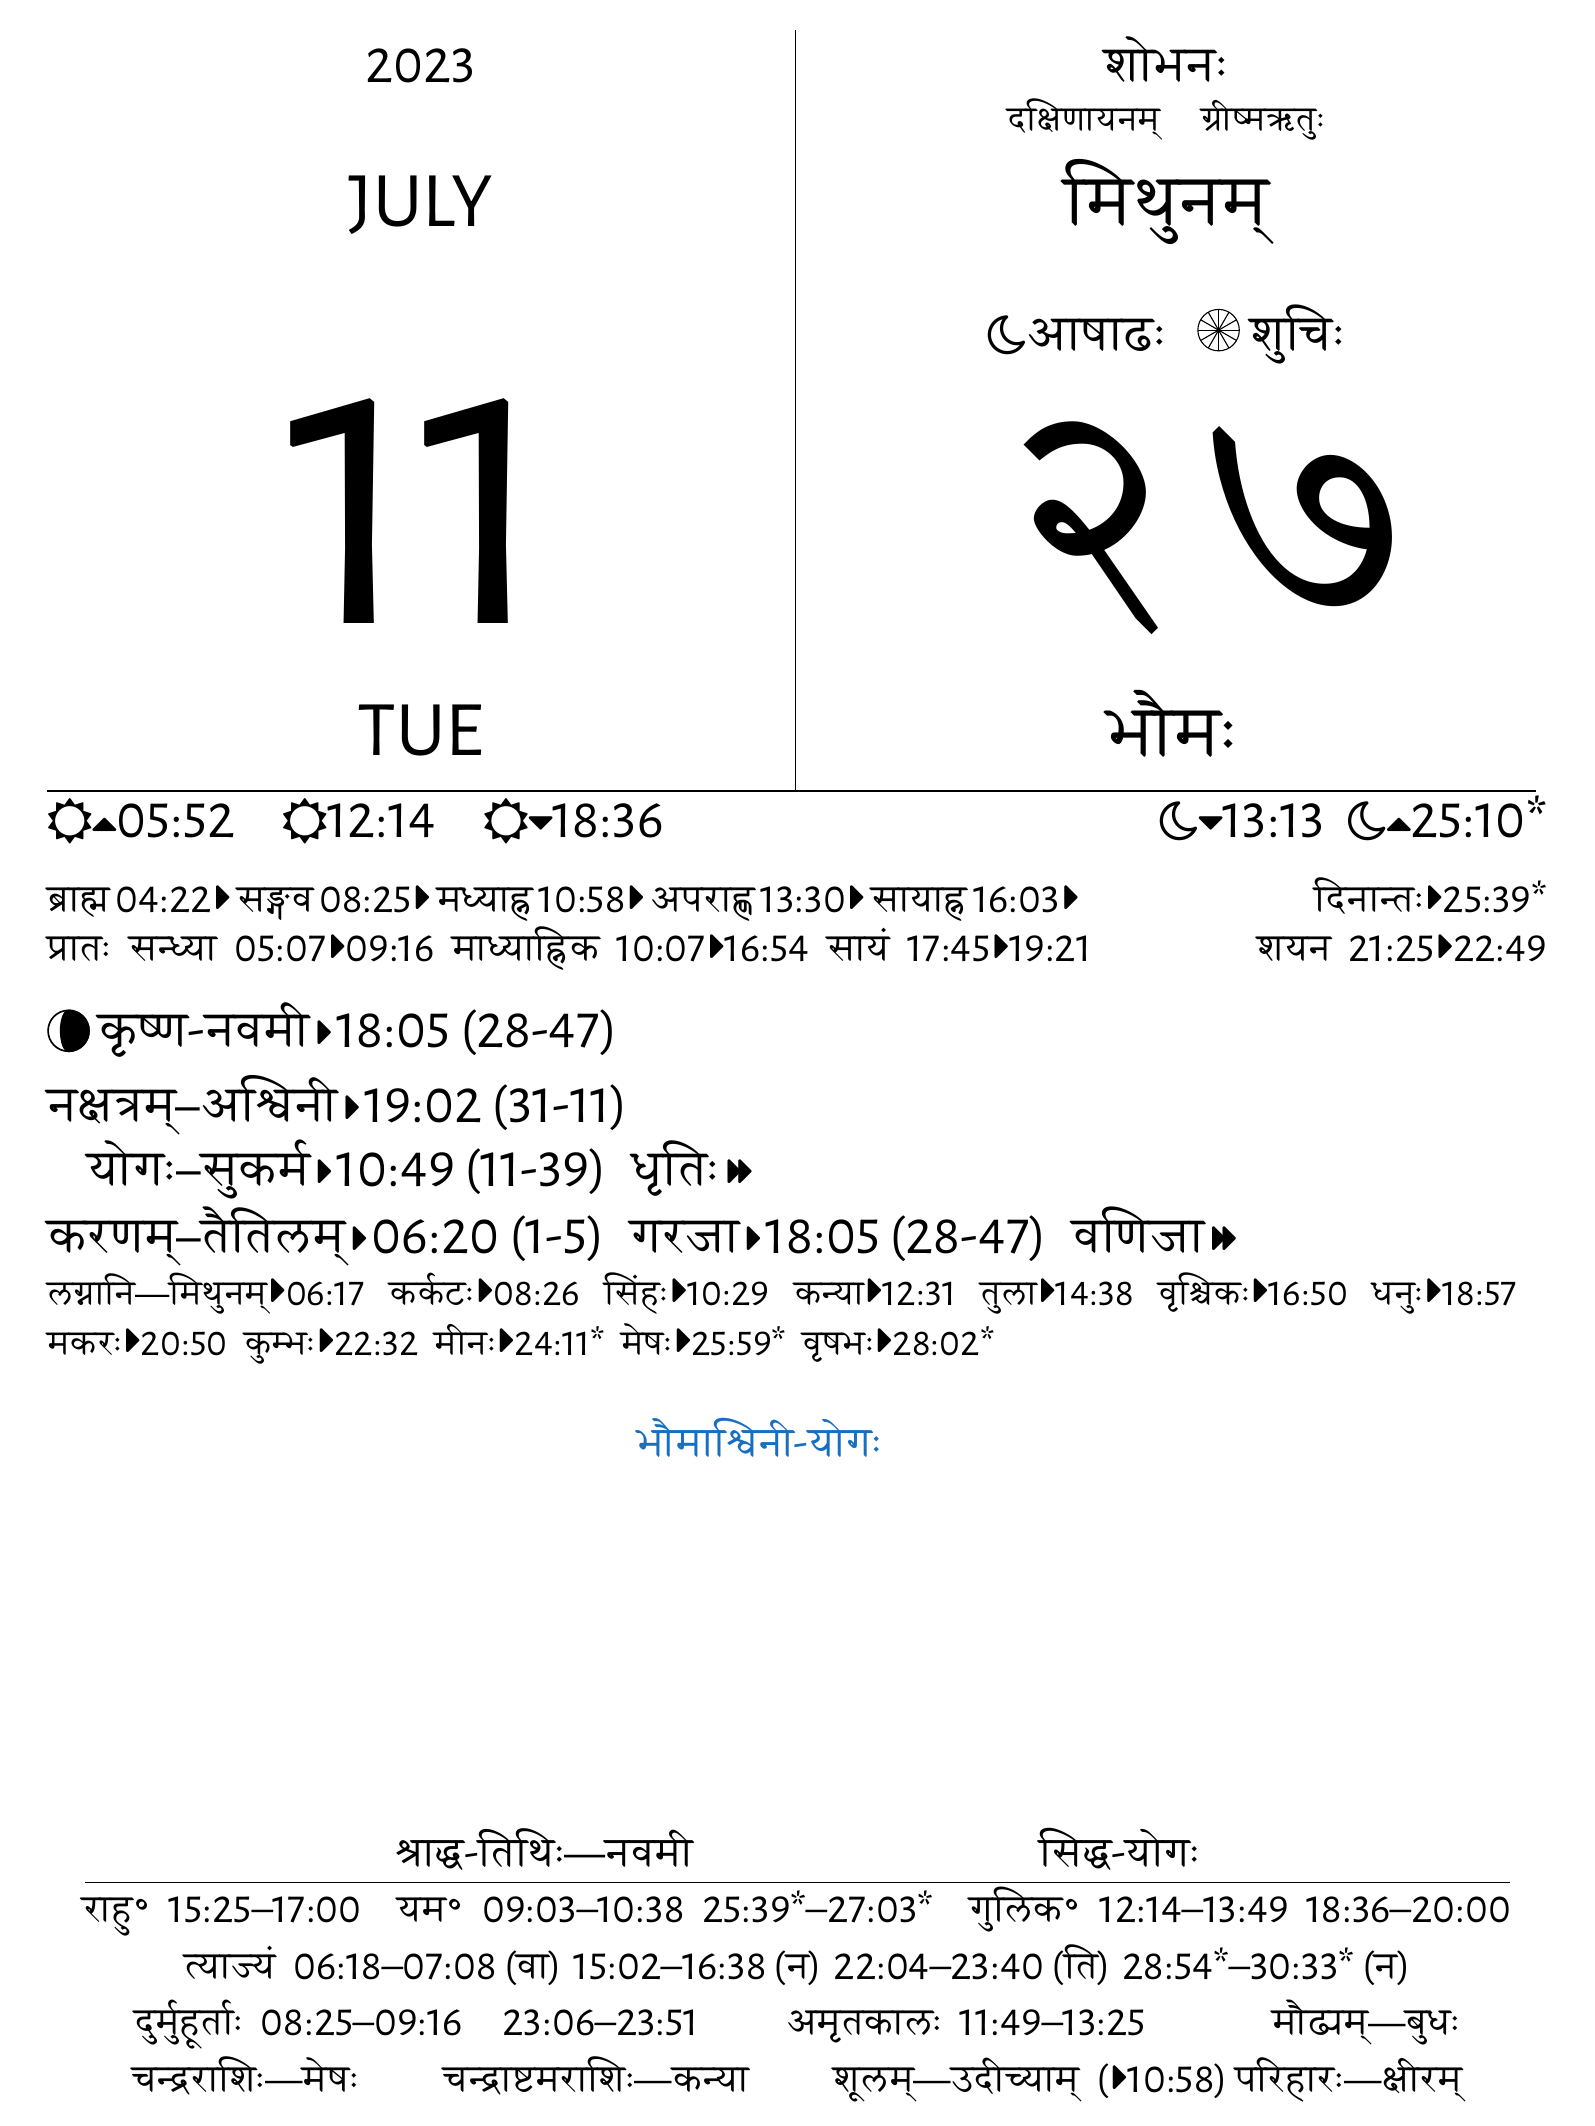 2023
JULY
11
TUE
शोभनः
दक्षिणायनम् ग्रीष्मऋतुः
मिथुनम्
आषाढः शुचिः
२७
भौमः
05:52 12:14 18:36 13:13 25:10*
ब्राह्म 04:22 सङ्गव 08:25 मध्याह्न 10:58 अपराह्ण 13:30 सायाह्न 16:03 दिनान्तः 25:39*
प्रातः सन्ध्या 05:07 09:16 माध्याह्निक 10:07 16:54 सायं 17:45 19:21 शयन 21:25 22:49
कृष्ण-नवमी 18:05 (28-47)
नक्षत्रम्–अश्विनी 19:02 (31-11)
योगः–सुकर्म 10:49 (11-39) धृतिः
करणम्–तैतिलम् 06:20 (1-5) गरजा 18:05 (28-47) वणिजा
लग्नानि—मिथुनम् 06:17 कर्कटः 08:26 सिंहः 10:29 कन्या 12:31 तुला 14:38 वृश्चिकः 16:50 धनुः 18:57
मकरः 20:50 कुम्भः 22:32 मीनः 24:11* मेषः 25:59* वृषभः 28:02*
भौमाश्विनी-योगः
श्राद्ध-तिथिः—नवमी सिद्ध-योगः
राहु॰ 15:25–17:00 यम॰ 09:03–10:38 25:39*–27:03* गुलिक॰ 12:14–13:49 18:36–20:00
त्याज्यं 06:18–07:08 (वा) 15:02–16:38 (न) 22:04–23:40 (ति) 28:54*–30:33* (न)
दुर्मुहूर्ताः 08:25–09:16 23:06–23:51 अमृतकालः 11:49–13:25 मौढ्यम्—बुधः
चन्द्रराशिः—मेषः चन्द्राष्टमराशिः—कन्या शूलम्—उदीच्याम् (10:58) परिहारः—क्षीरम्